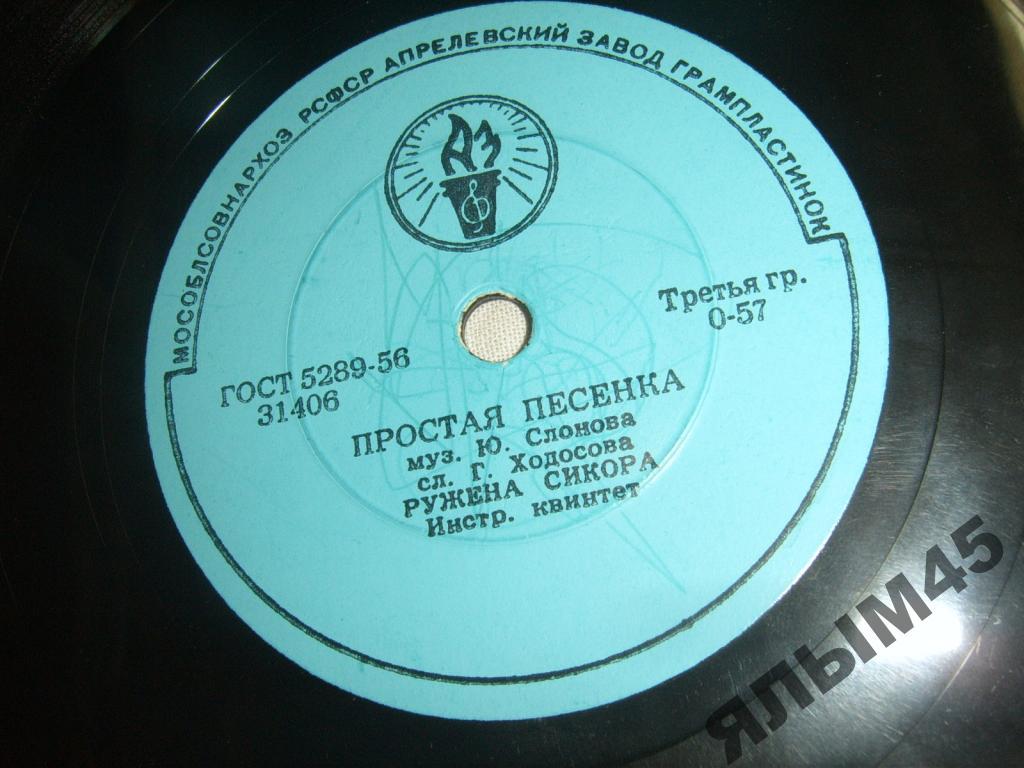 МОСОБЛСОВНАРХОЗ РСФСР АПРЕЛЕВСКИЙ ЗАВОД ГРАМПЛАСТИНОК
АЗ
Третья гр.
0-57
ГОСТ 5289-56
31406
ПРОСТАЯ ПЕСЕНКА
муз. Ю. Слонова
сл. Г. Ходосова
РУЖЕНА СИКОРА
Инстр. квинтет
ЯЛЫМ45